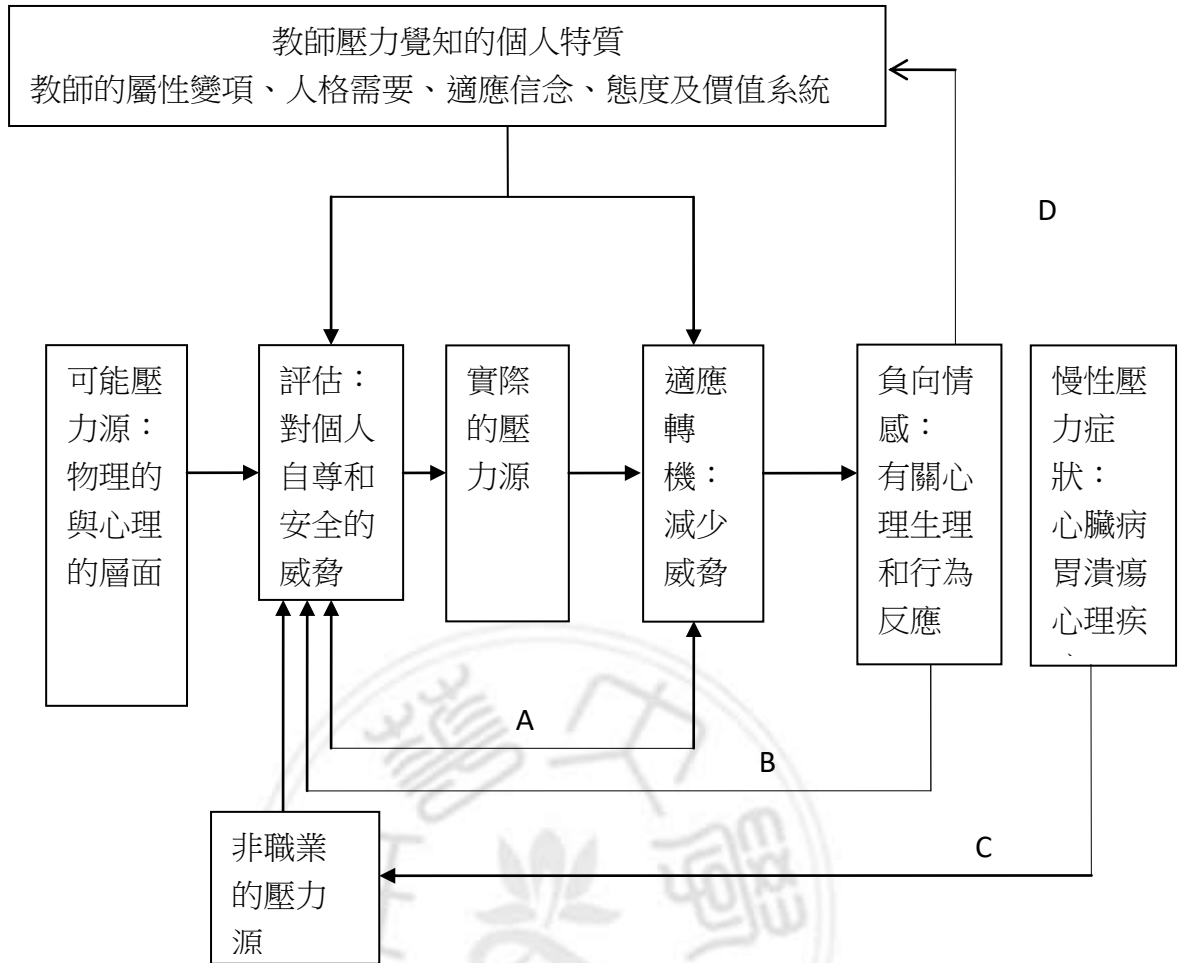 教師壓力覺知的個人特質
教師的屬性變項、人格需要、適應信念、態度及價值系統
D
可能壓
力源：
物理的
與心理
的層面
評估：
對個人
自尊和
安全的
威脅
實際
的壓
力源
適應
轉
機：
減少
威脅
負向情
感：
有關心
理生理
和行為
反應
慢性壓
力症
狀：
心臟病
胃潰瘍
心理疾
A
B
C
非職業
的壓力
源